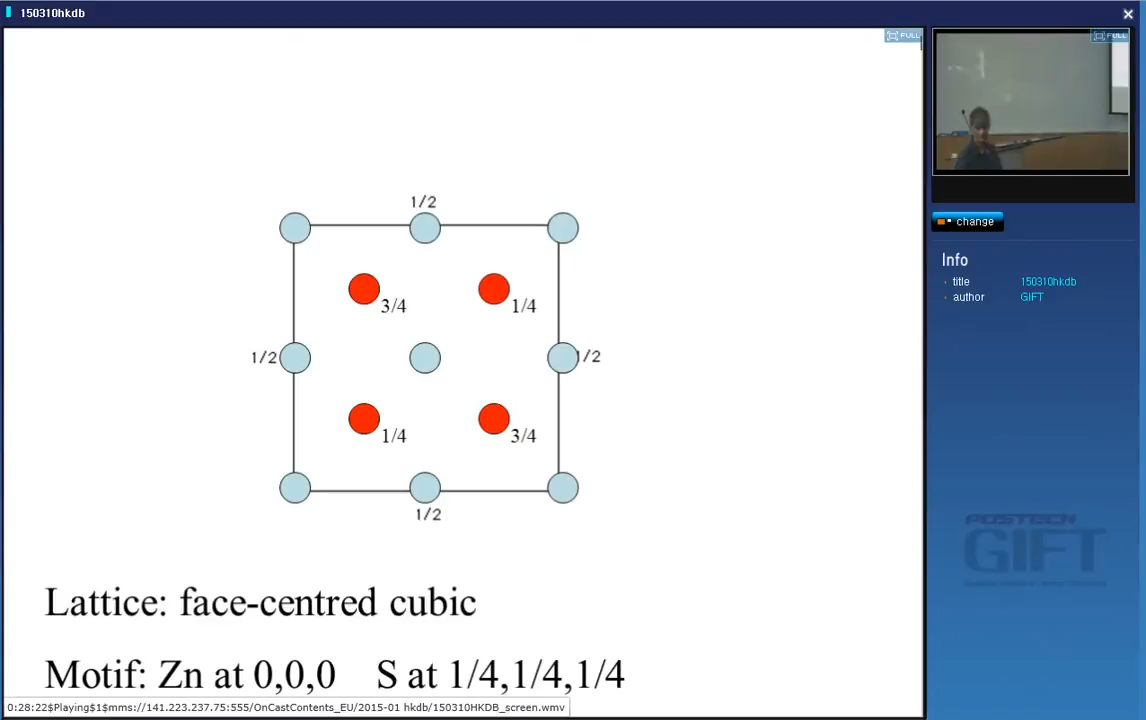 150310hkdb
FULL
FULL
1/2
change
Info
title 150310hkdb
author GIFT
3/4
1/4
1/2
1/2
1/4
3/4
1/2
POSTECH
GIFT
Lattice: face-centred cubic
Motif: Zn at 0,0,0 S at 1/4,1/4,1/4
0:28:22$Playing$1$mms://141.223.237.75:555/OnCastContents_EU/2015-01 hkdb/150310HKDB_screen.wmv